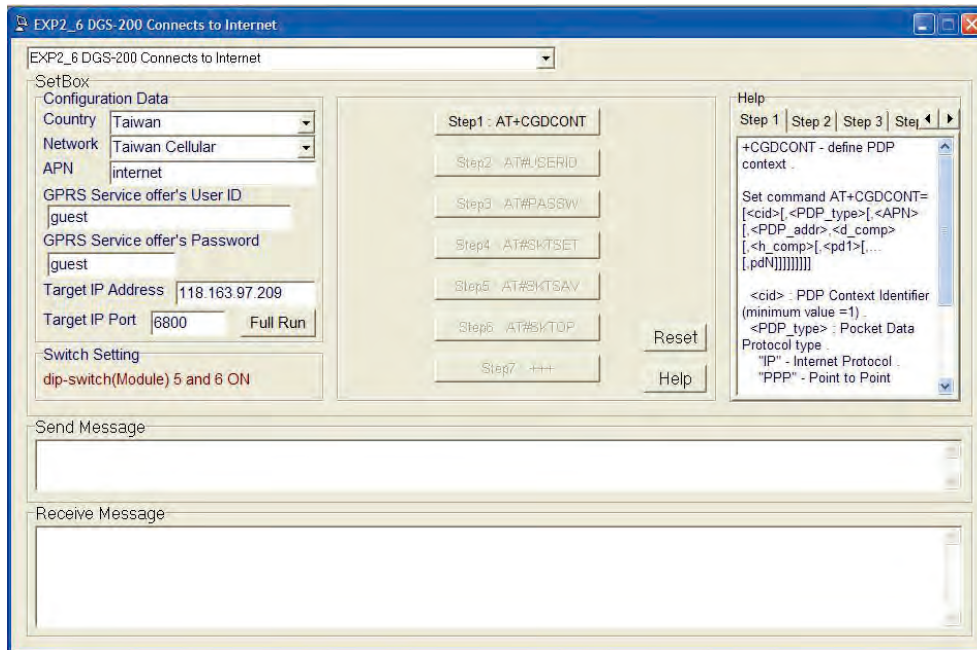 EXP2_6 DGS-200 Connects to Internet
EXP2_6 DGS-200 Connects to Internet
SetBox
Configuration Data
Country Taiwan
Network Taiwan Cellular
APN internet
GPRS Service offer's User ID
guest
GPRS Service offer's Password
guest
Target IP Address 118.163.97.209
Target IP Port 6800 Full Run
Switch Setting
dip-switch(Module) 5 and 6 ON
Step1 : AT+CGDCONT
Step2 : AT#USERID
Step3 : AT#PASSW
Step4 : AT#SKTSET
Step5 : AT#SKTSAV
Step6 : AT#SKTOP
Step7 : +++
Reset
Help
Help
Step 1 Step 2 Step 3 Step
+CGDCONT - define PDP
context .
Set command AT+CGDCONT=
[<cid>[,<PDP_type>[,<APN>
[,<PDP_addr>,<d_comp>
[,<h_comp>[,<pd1>[,....
[,pdN]]]]]]]]]
<cid> : PDP Context Identifier
(minimum value =1) .
<PDP_type> : Pocket Data
Protocol type .
"IP" - Internet Protocol .
"PPP" - Point to Point
Send Message
Receive Message